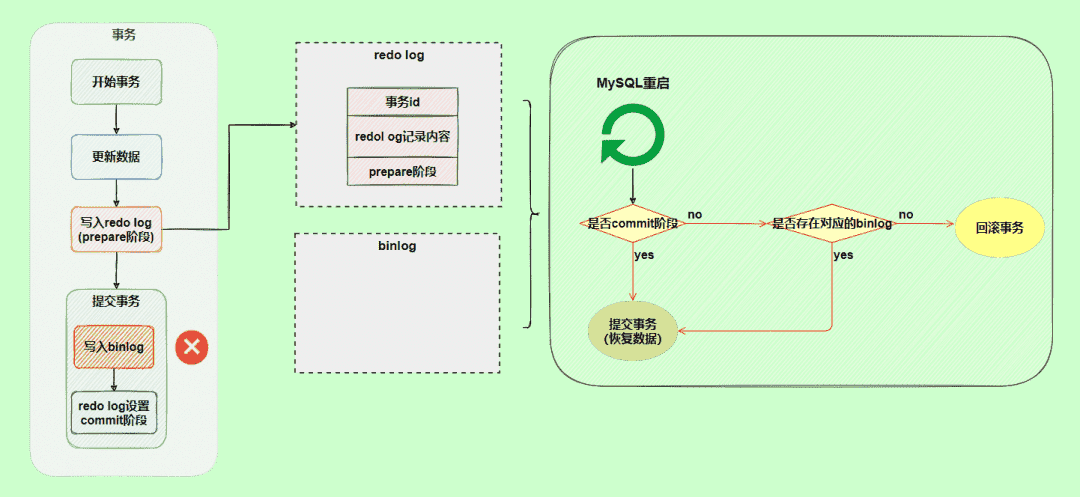 事务
开始事务
更新数据
写入redo log
(prepare阶段)
提交事务
写入binlog
redo log设置
commit阶段
redo log
事务id
redol og记录内容
prepare阶段
binlog
MySQL重启
是否commit阶段
no
是否存在对应的binlog
no
回滚事务
yes
yes
提交事务
(恢复数据)